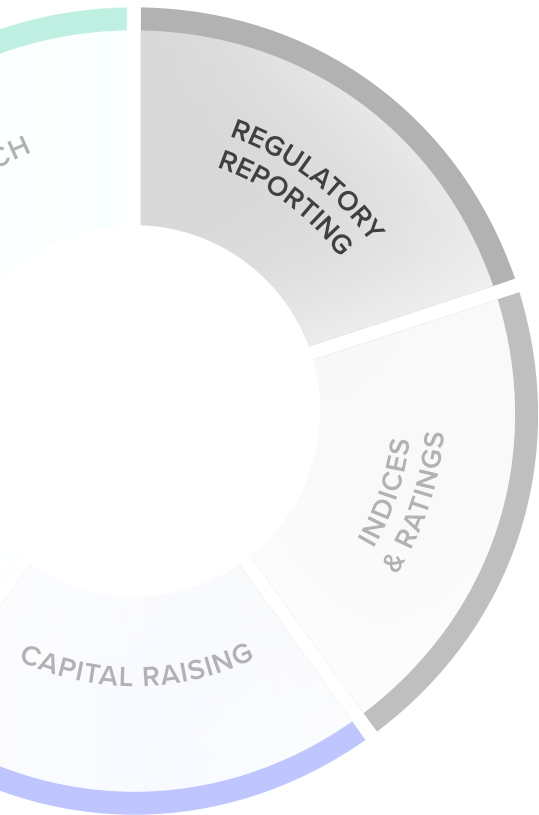 REGULATORY
REPORTING
INDICES
& RATINGS
CAPITAL RAISING